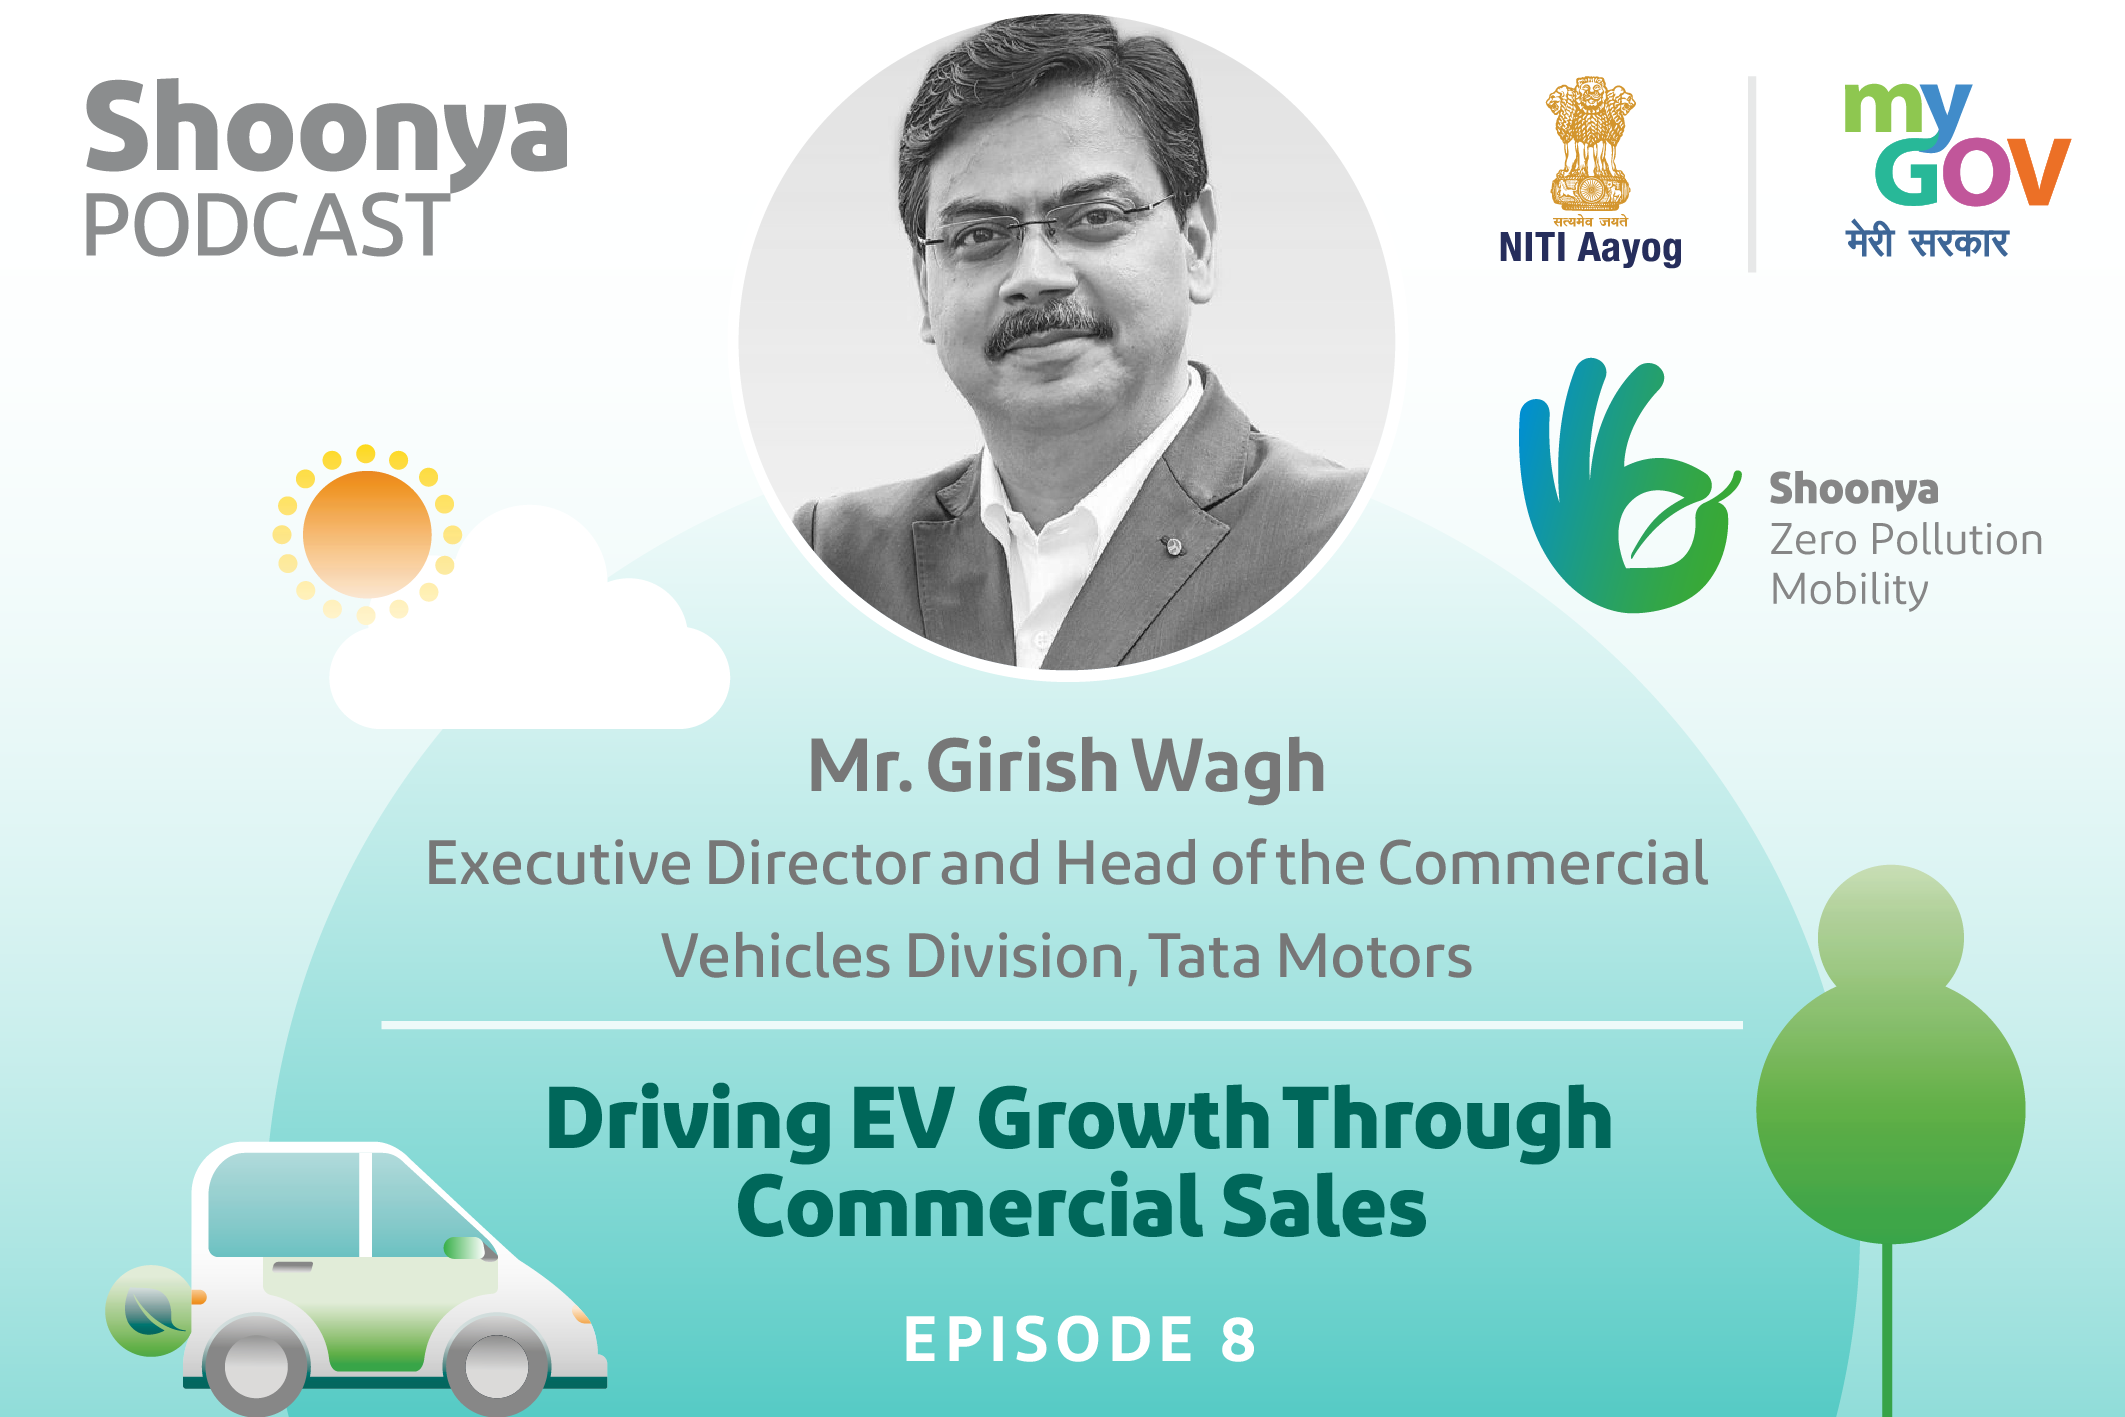 Shoonya
PODCAST
सत्यमेव जयते
NITI Aayog
my
GOV
मेरी सरकार
Shoonya
Zero Pollution
Mobility
Mr. Girish Wagh
Executive Director and Head of the Commercial
Vehicles Division, Tata Motors
Driving EV Growth Through
Commercial Sales
EPISODE 8